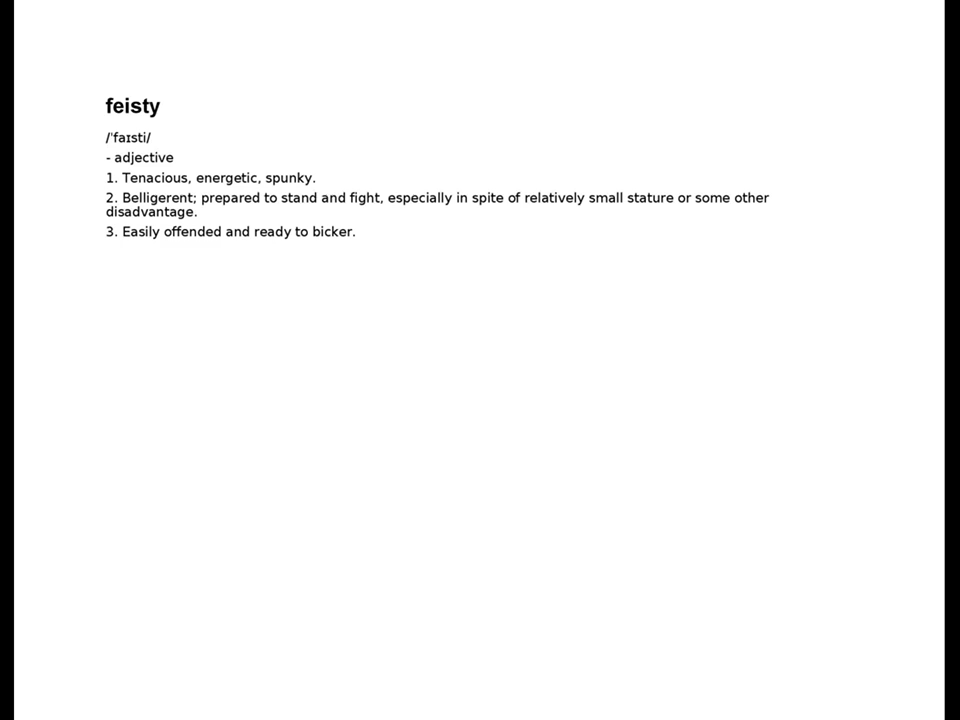 feisty
/ˈfaɪsti/
- adjective
1. Tenacious, energetic, spunky.
2. Belligerent; prepared to stand and fight, especially in spite of relatively small stature or some other
disadvantage.
3. Easily offended and ready to bicker.